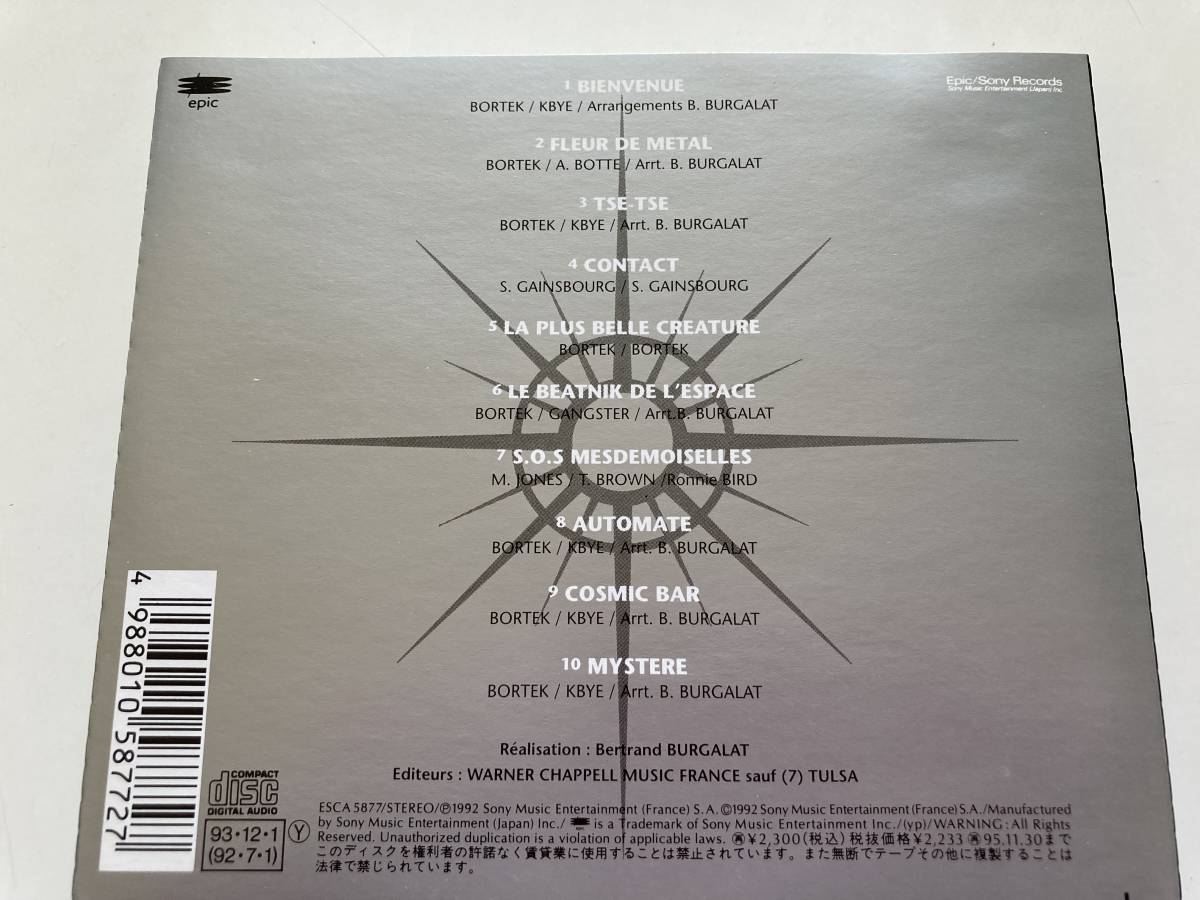 epic
Epic/Sony Records
Sony Music Entertainment (Japan) Inc
1 BIENVENUE
BORTEK / KBYE / Arrangements B. BURGALAT
2 FLEUR DE METAL
BORTEK / A. BOTTE / Arrt. B. BURGALAT
3 TSE-TSE
BORTEK / KBYE / Arrt. B. BURGALAT
4 CONTACT
S. GAINSBOURG / S. GAINSBOURG
5 LA PLUS BELLE CREATURE
BORTEK / BORTEK
6 LE BEATNIK DE L'ESPACE
BORTEK / GANGSTER / Arrt. B. BURGALAT
7 S.O.S MESDEMOISELLES
M. JONES / T. BROWN /Ronnie BIRD
8 AUTOMATE
BORTEK / KBYE / Arrt. B. BURGALAT
9 COSMIC BAR
BORTEK / KBYE / Arrt. B. BURGALAT
10 MYSTERE
BORTEK / KBYE / Arrt. B. BURGALAT
Réalisation : Bertrand BURGALAT
Editeurs : WARNER CHAPPELL MUSIC FRANCE sauf (7) TULSA
4 988010 587727
COMPACT
disc
DIGITAL AUDIO
93・12・1
(92・7・1)
Ⓨ
ESCA 5877/STEREO/Ⓟ1992 Sony Music Entertainment (France) S.A. ©1992 Sony Music Entertainment (France) S.A./Manufactured
by Sony Music Entertainment (Japan) Inc./ epic is a Trademark of Sony Music Entertainment Inc./(yp)/WARNING: All Rights
Reserved. Unauthorized duplication is a violation of applicable laws. ㊢¥2,300(税込)税抜価格¥2,233㊢95.11.30まで
このディスクを権利者の許諾なく賃貸業に使用することは禁止されています。また無断でテープその他に複製することは
法律で禁じられています。